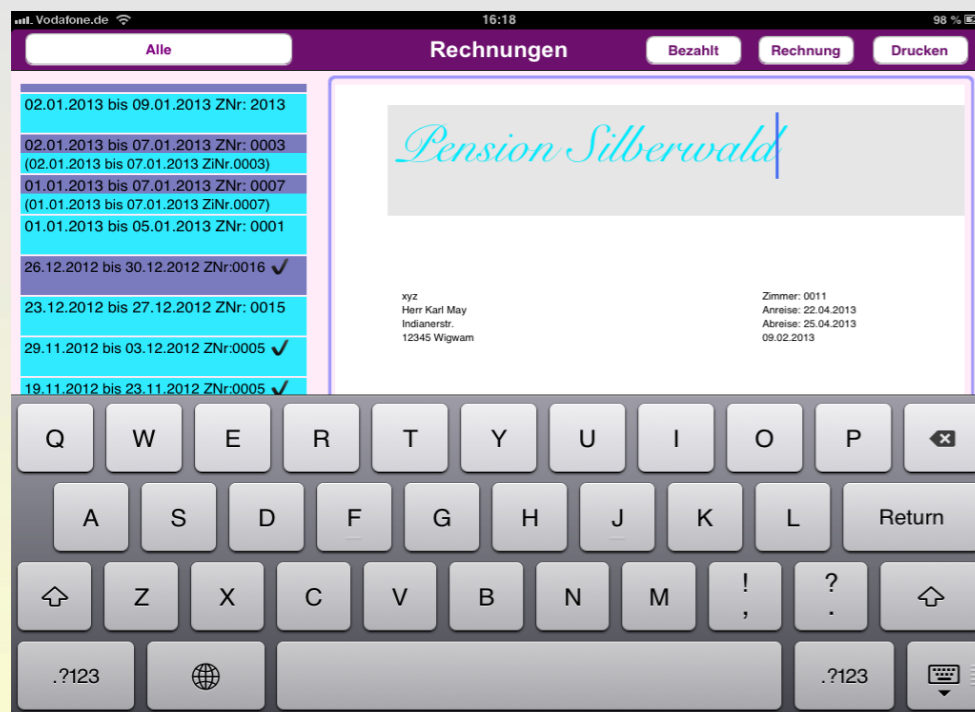 Vodafone.de 16:18 98 %
Alle Rechnungen Bezahlt Rechnung Drucken
02.01.2013 bis 09.01.2013 ZNr: 2013
02.01.2013 bis 07.01.2013 ZNr: 0003
(02.01.2013 bis 07.01.2013 ZiNr.0003)
01.01.2013 bis 07.01.2013 ZNr: 0007
(01.01.2013 bis 07.01.2013 ZiNr.0007)
01.01.2013 bis 05.01.2013 ZNr: 0001
26.12.2012 bis 30.12.2012 ZNr:0016 ✓
23.12.2012 bis 27.12.2012 ZNr: 0015
29.11.2012 bis 03.12.2012 ZNr:0005 ✓
19.11.2012 bis 23.11.2012 ZNr:0005 ✓
Pension Silberwald
xyz
Herr Karl May
Indianerstr.
12345 Wigwam
Zimmer: 0011
Anreise: 22.04.2013
Abreise: 25.04.2013
09.02.2013
Q W E R T Y U I O P
A S D F G H J K L Return
Z X C V B N M ! , ? .
.?123 .?123